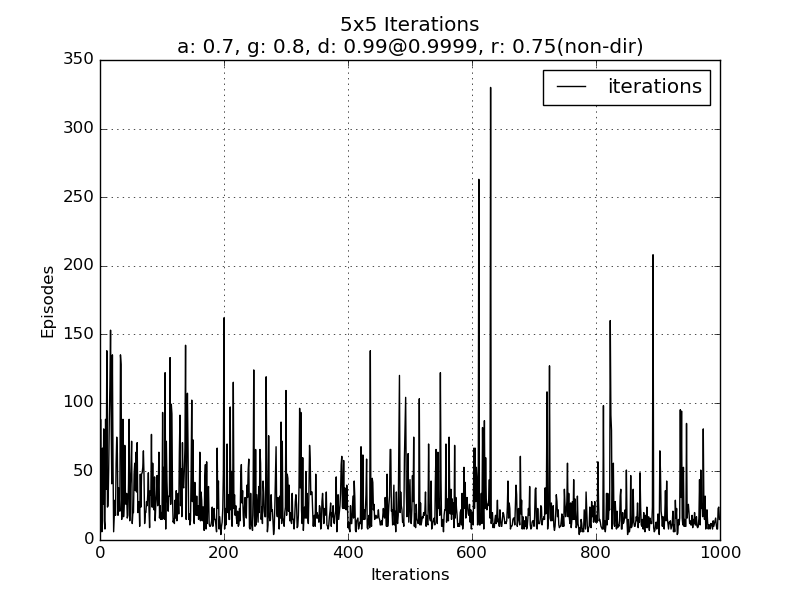 5x5 Iterations
a: 0.7, g: 0.8, d: 0.99@0.9999, r: 0.75(non-dir)
350
300
250
200
150
100
50
0
Episodes
iterations
0 200 400 600 800 1000
Iterations